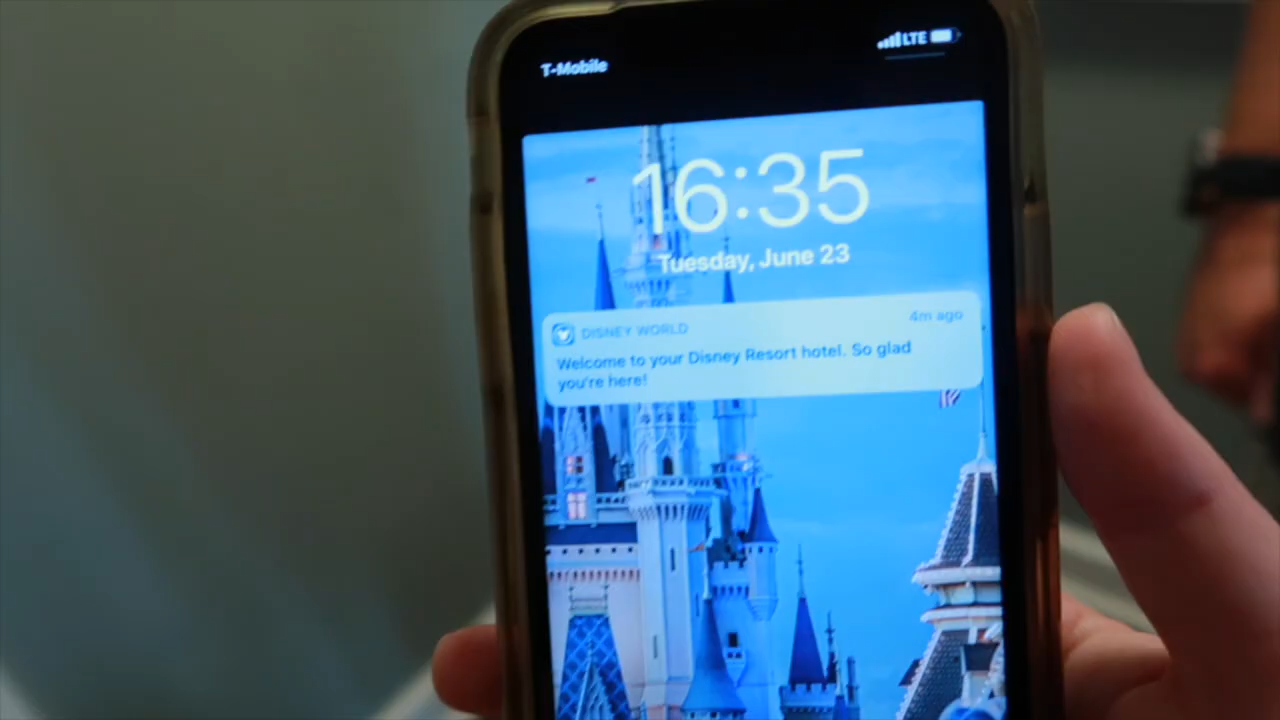 T-Mobile
LTE
16:35
Tuesday, June 23
DISNEY WORLD
4m ago
Welcome to your Disney Resort hotel. So glad
you're here!